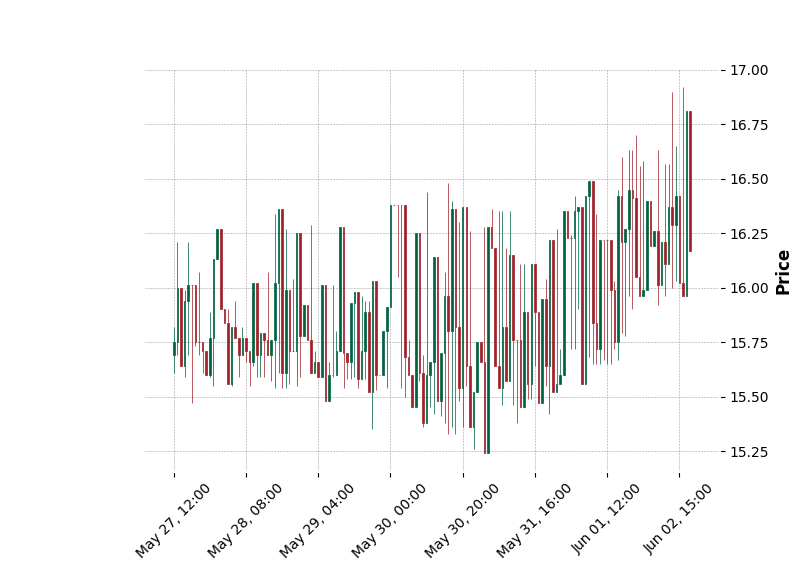 17.00
16.75
16.50
16.25
16.00
15.75
15.50
15.25
Price
May 27, 12:00
May 28, 08:00
May 29, 04:00
May 30, 00:00
May 30, 20:00
May 31, 16:00
Jun 01, 12:00
Jun 02, 15:00